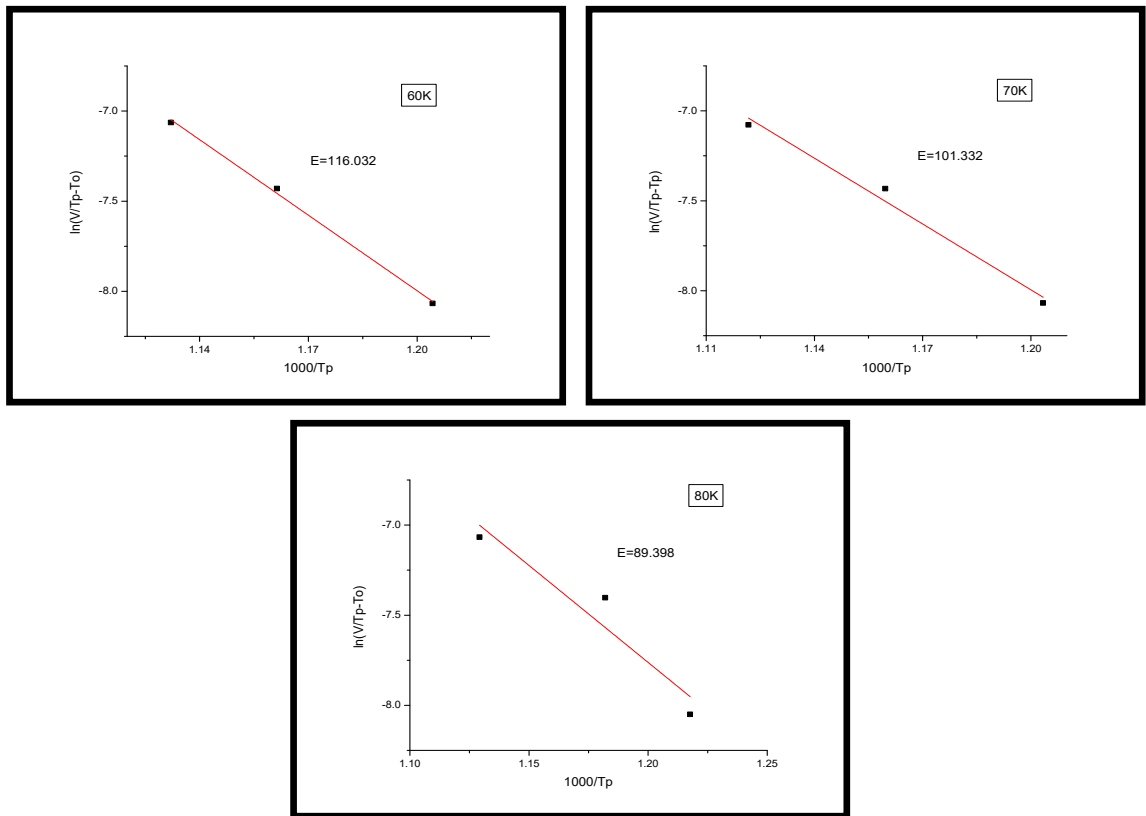 60K
-7.0
E=116.032
ln(V/Tp-To)
-7.5
-8.0
1.14 1.17 1.20
1000/Tp
70K
-7.0
E=101.332
ln(V/Tp-Tp)
-7.5
-8.0
1.11 1.14 1.17 1.20
1000/Tp
80K
-7.0
E=89.398
ln(V/Tp-To)
-7.5
-8.0
1.10 1.15 1.20 1.25
1000/Tp